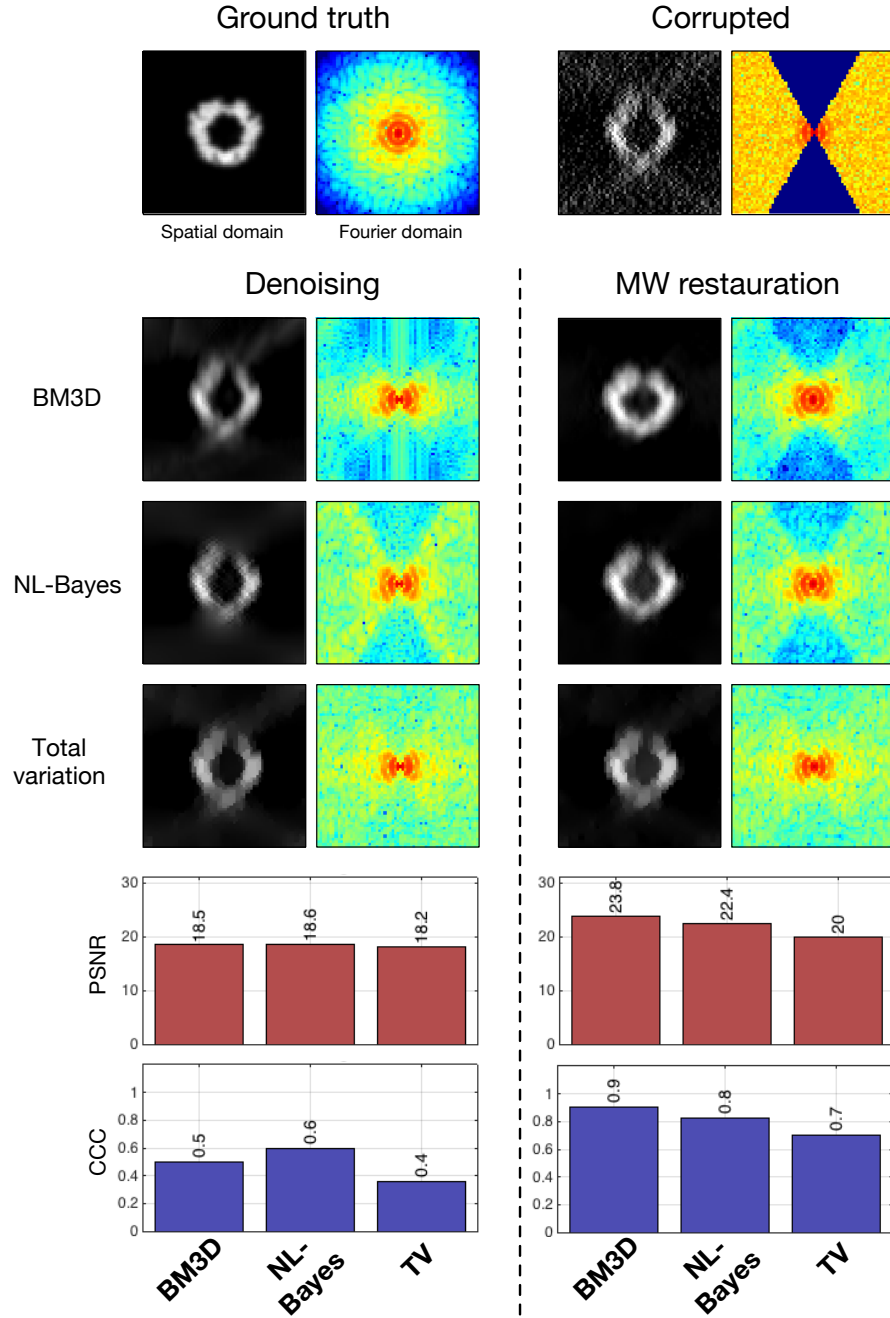 Ground truth
Corrupted
Spatial domain
Fourier domain
Denoising
MW restauration
BM3D
NL-Bayes
Total
variation
PSNR
30
20
10
0
18.5
18.6
18.2
30
20
10
0
23.8
22.4
20
CCC
1
0.8
0.6
0.4
0.2
0
0.5
0.6
0.4
1
0.8
0.6
0.4
0.2
0
0.9
0.8
0.7
BM3D
NL-
Bayes
TV
BM3D
NL-
Bayes
TV